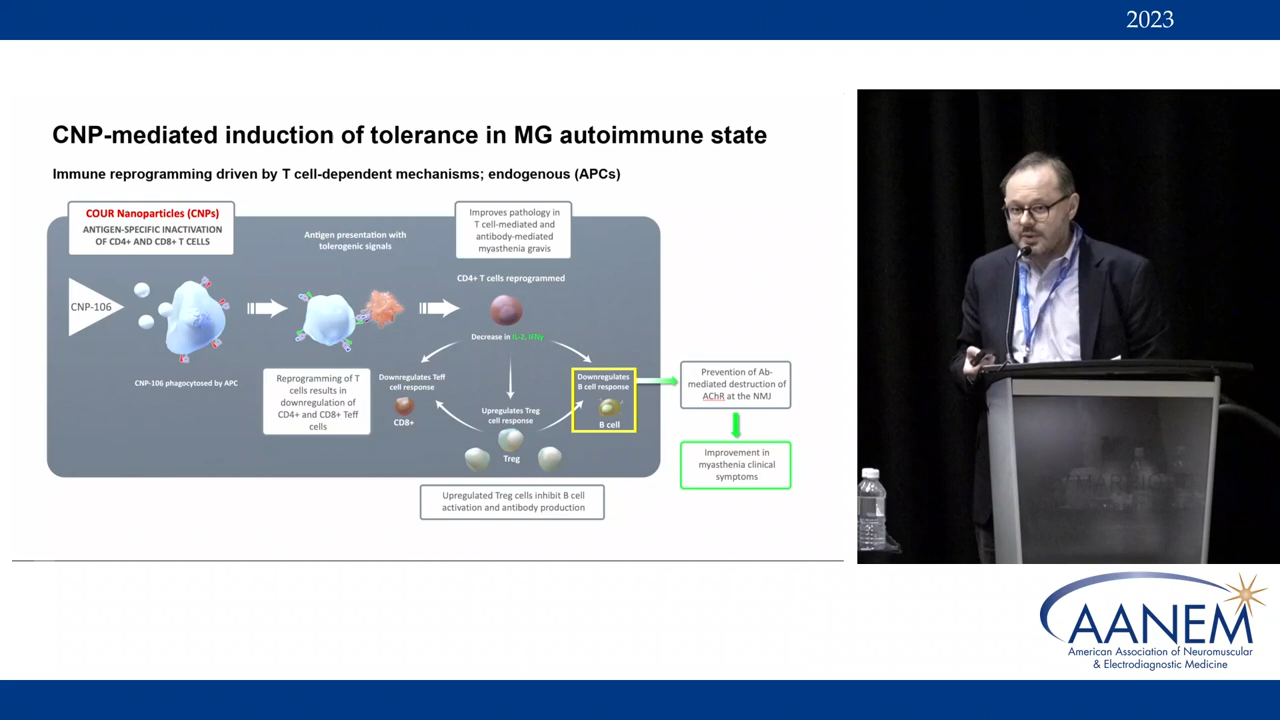 2023
CNP-mediated induction of tolerance in MG autoimmune state
Immune reprogramming driven by T cell-dependent mechanisms; endogenous (APCs)
COUR Nanoparticles (CNPs)
ANTIGEN-SPECIFIC INACTIVATION
OF CD4+ AND CD8+ T CELLS
Antigen presentation with
tolerogenic signals
Improves pathology in
T cell-mediated and
antibody-mediated
myasthenia gravis
CD4+ T cells reprogrammed
CNP-106
Decrease in IL-2, IFNγ
CNP-106 phagocytosed by APC
Reprogramming of T
cells results in
downregulation of
CD4+ and CD8+ Teff
cells
Downregulates Teff
cell response
CD8+
Upregulates Treg
cell response
Treg
Downregulates
B cell response
B cell
Prevention of Ab-
mediated destruction of
AChR at the NMJ
Improvement in
myasthenia clinical
symptoms
Upregulated Treg cells inhibit B cell
activation and antibody production
AANEM
American Association of Neuromuscular
& Electrodiagnostic Medicine